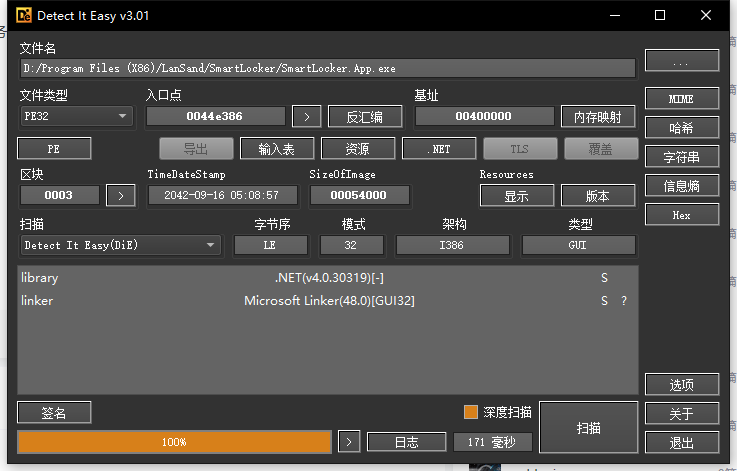 Detect It Easy v3.01
文件名
D:/Program Files (X86)/LanSand/SmartLocker/SmartLocker.App.exe
...
文件类型 入口点 基址
PE32 0044e386 > 反汇编 00400000 内存映射 MIME
哈希
PE 导出 输入表 资源 .NET TLS 覆盖
字符串
区块 TimeDateStamp SizeOfImage Resources
0003 > 2042-09-16 05:08:57 00054000 显示 版本 信息熵
Hex
扫描 字节序 模式 架构 类型
Detect It Easy(DiE) LE 32 I386 GUI
library .NET(v4.0.30319)[-] S
linker Microsoft Linker(48.0)[GUI32] S ?
选项
签名 深度扫描 扫描 关于
100% > 日志 171 毫秒 退出